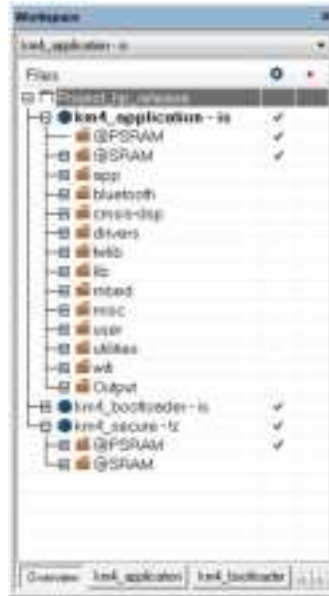 Workspace
km4_application - is
Files
Project_hp_release
km4_application - is
@PSRAM
@SRAM
app
bluetooth
cmsis-dsp
drivers
fwlib
lib
mbed
misc
user
utilities
wifi
Output
km4_bootloader - is
km4_secure - tz
@PSRAM
@SRAM
Overview km4_application km4_bootloader